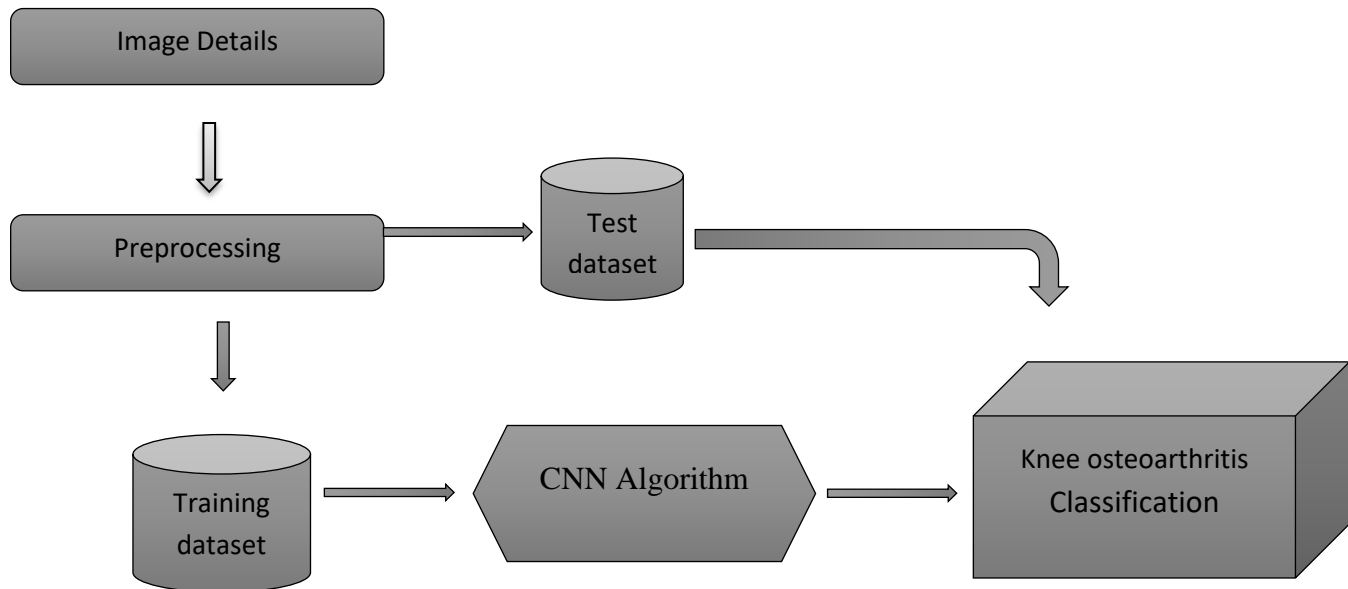 Image Details
Preprocessing
Test
dataset
Training
dataset
CNN Algorithm
Knee osteoarthritis
Classification